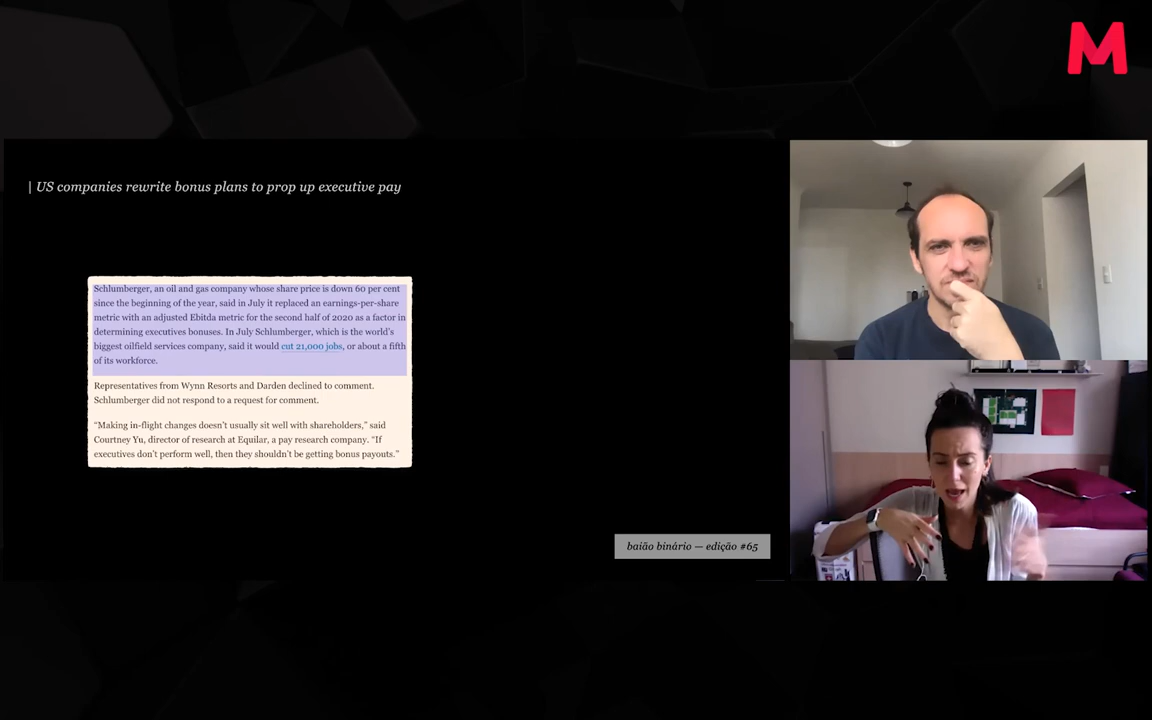 M
| US companies rewrite bonus plans to prop up executive pay
Schlumberger, an oil and gas company whose share price is down 60 per cent
since the beginning of the year, said in July it replaced an earnings-per-share
metric with an adjusted Ebitda metric for the second half of 2020 as a factor in
determining executives bonuses. In July Schlumberger, which is the world’s
biggest oilfield services company, said it would cut 21,000 jobs, or about a fifth
of its workforce.
Representatives from Wynn Resorts and Darden declined to comment.
Schlumberger did not respond to a request for comment.
“Making in-flight changes doesn’t usually sit well with shareholders,” said
Courtney Yu, director of research at Equilar, a pay research company. “If
executives don’t perform well, then they shouldn’t be getting bonus payouts.”
baião binário — edição #65